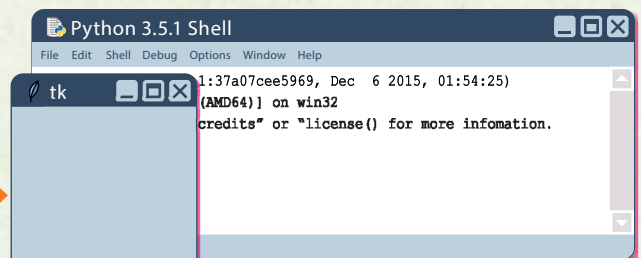 Python 3.5.1 Shell
File Edit Shell Debug Options Window Help
tk
1:37a07cee5969, Dec 6 2015, 01:54:25)
(AMD64)] on win32
credits” or “license() for more infomation.